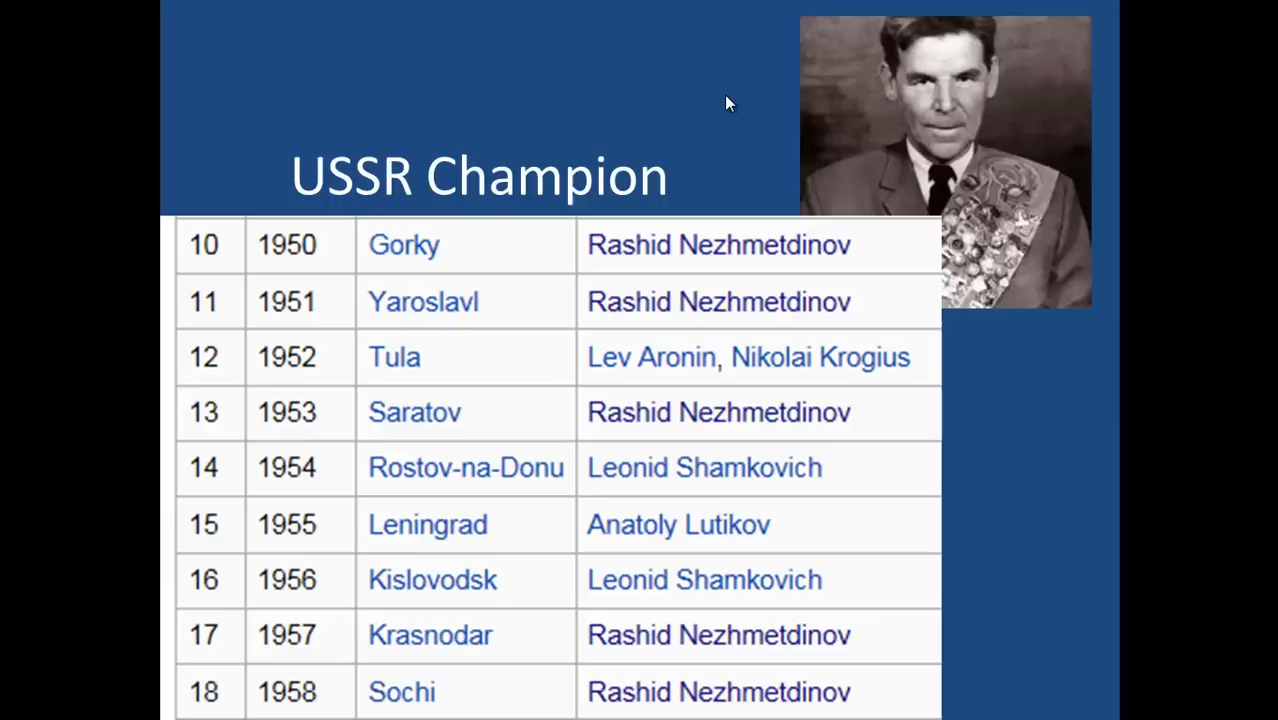 USSR Champion
10 1950 Gorky Rashid Nezhmetdinov
11 1951 Yaroslavl Rashid Nezhmetdinov
12 1952 Tula Lev Aronin, Nikolai Krogius
13 1953 Saratov Rashid Nezhmetdinov
14 1954 Rostov-na-Donu Leonid Shamkovich
15 1955 Leningrad Anatoly Lutikov
16 1956 Kislovodsk Leonid Shamkovich
17 1957 Krasnodar Rashid Nezhmetdinov
18 1958 Sochi Rashid Nezhmetdinov